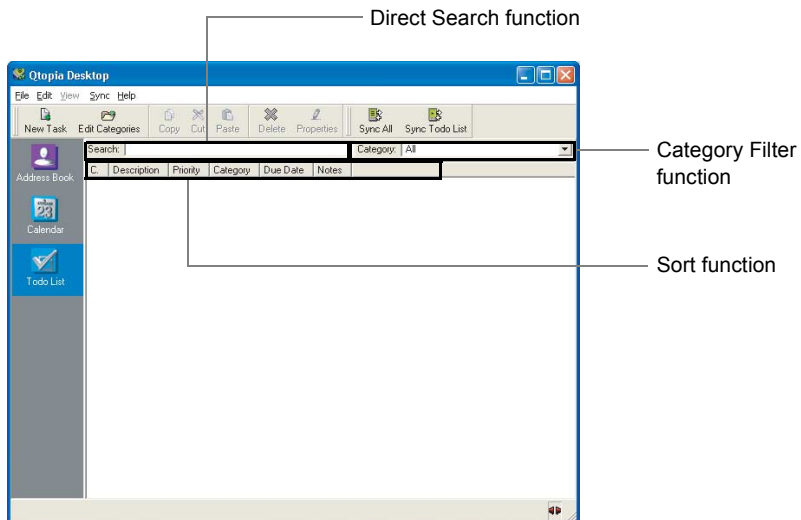 Direct Search function
Qtopia Desktop
File Edit View Sync Help
New Task Edit Categories Copy Cut Paste Delete Properties Sync All Sync Todo List
Search: Category: All
Category Filter
function
Address Book
C. Description Priority Category Due Date Notes
23
Calendar
Sort function
Todo List